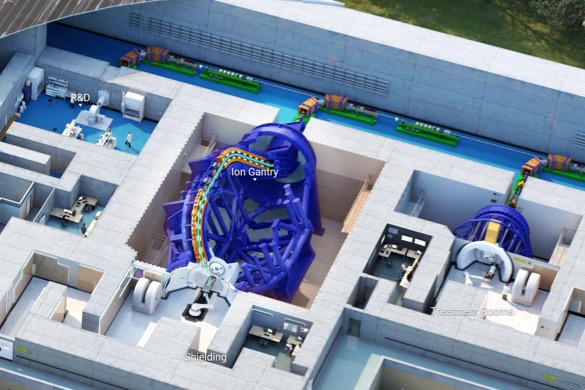 R&D
Ion Gantry
Treatment Rooms
Shielding